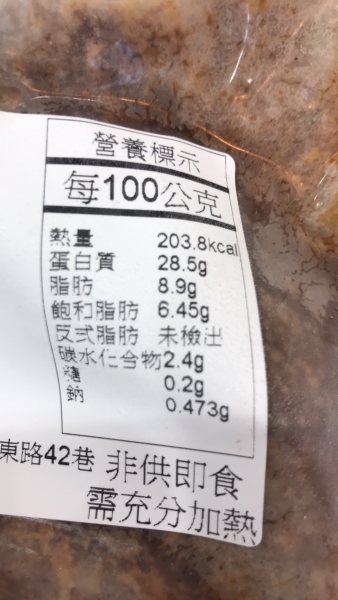 營養標示
每100公克
熱量 203.8kcal
蛋白質 28.5g
脂肪 8.9g
飽和脂肪 6.45g
反式脂肪 未檢出
碳水化合物2.4g
糖 0.2g
鈉 0.473g
東路42巷
非供即食
需充分加熱